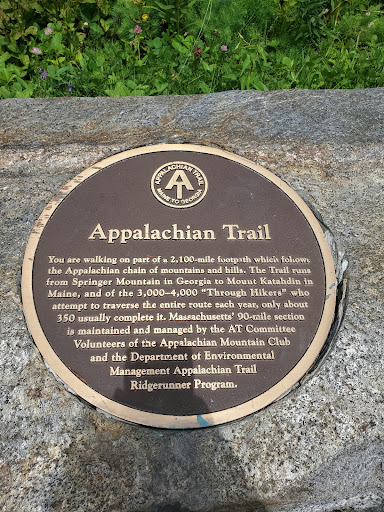 APPALACHIAN TRAIL
MAINE TO GEORGIA
Appalachian Trail
You are walking on part of a 2,100-mile footpath which follows
the Appalachian chain of mountains and hills. The Trail runs
from Springer Mountain in Georgia to Mount Katahdin in
Maine, and of the 3,000–4,000 “Through Hikers” who
attempt to traverse the entire route each year, only about
350 usually complete it. Massachusetts’ 90-mile section
is maintained and managed by the AT Committee
Volunteers of the Appalachian Mountain Club
and the Department of Environmental
Management Appalachian Trail
Ridgerunner Program.